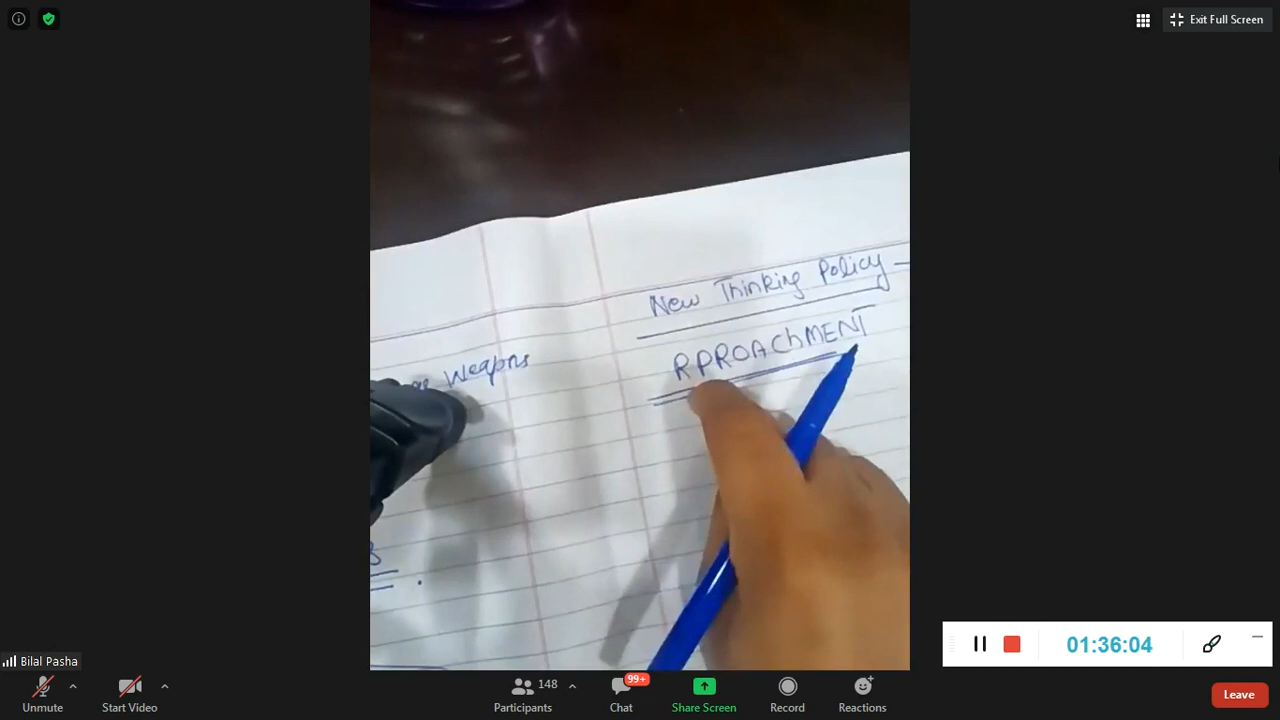 Exit Full Screen
New Thinking Policy -
RPROAChMENT
Weapons
01:36:04
Bilal Pasha
Unmute
Start Video
148
Participants
99+
Chat
Share Screen
Record
Reactions
Leave